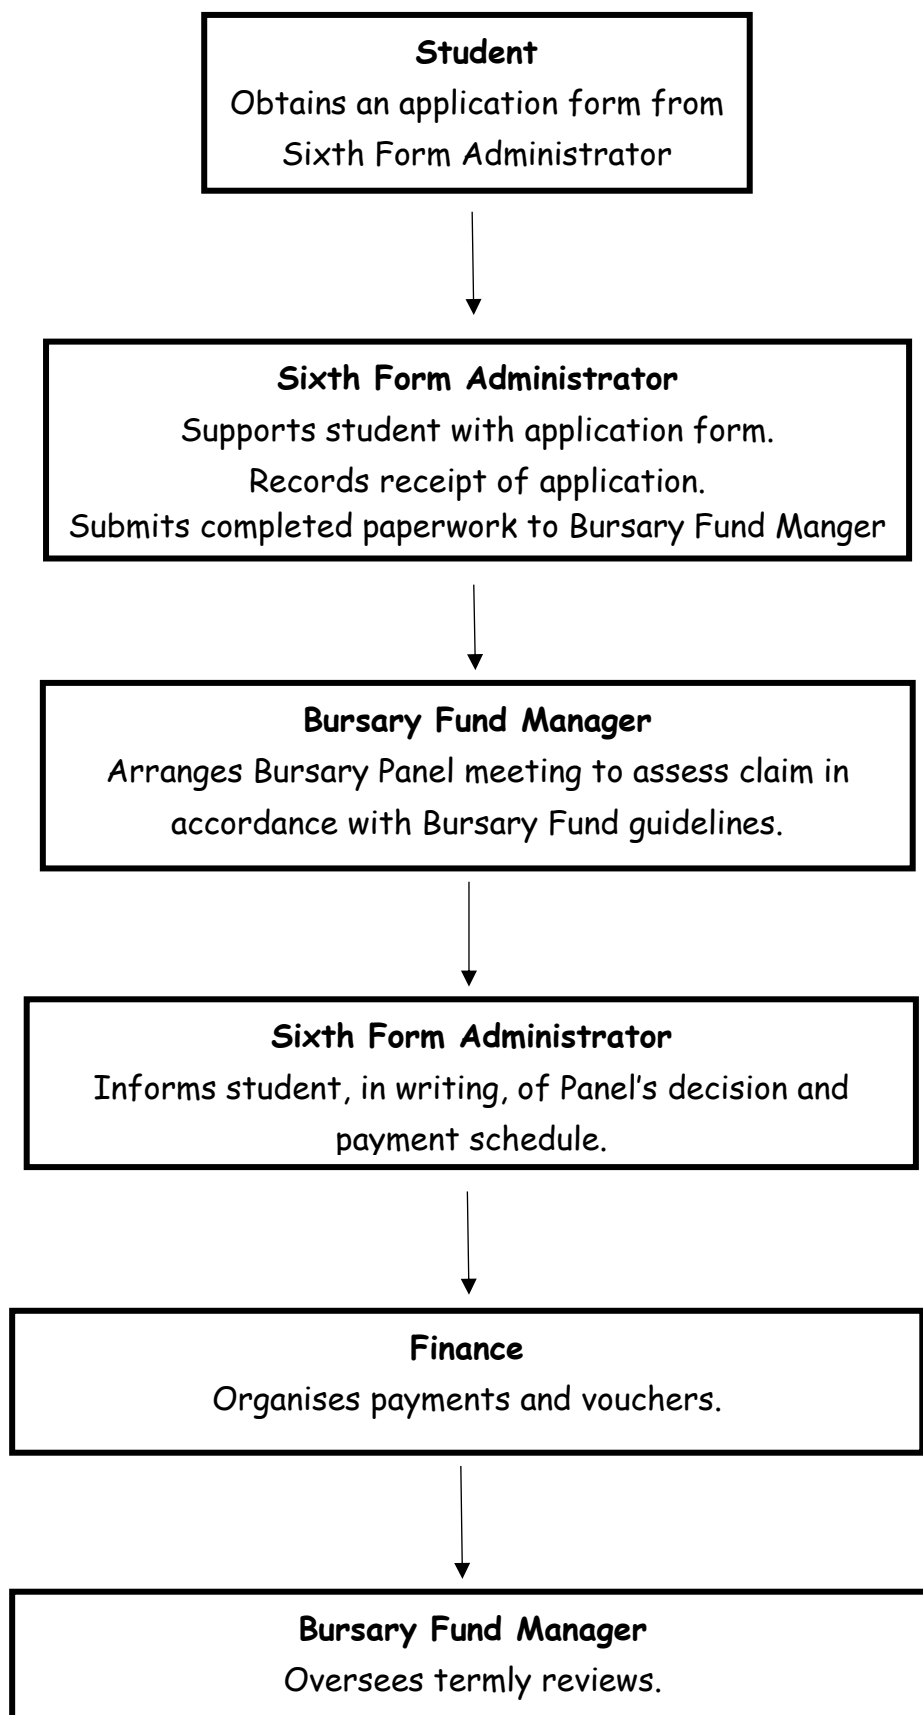 Student
Obtains an application form from
Sixth Form Administrator
Sixth Form Administrator
Supports student with application form.
Records receipt of application.
Submits completed paperwork to Bursary Fund Manger
Bursary Fund Manager
Arranges Bursary Panel meeting to assess claim in
accordance with Bursary Fund guidelines.
Sixth Form Administrator
Informs student, in writing, of Panel’s decision and
payment schedule.
Finance
Organises payments and vouchers.
Bursary Fund Manager
Oversees termly reviews.